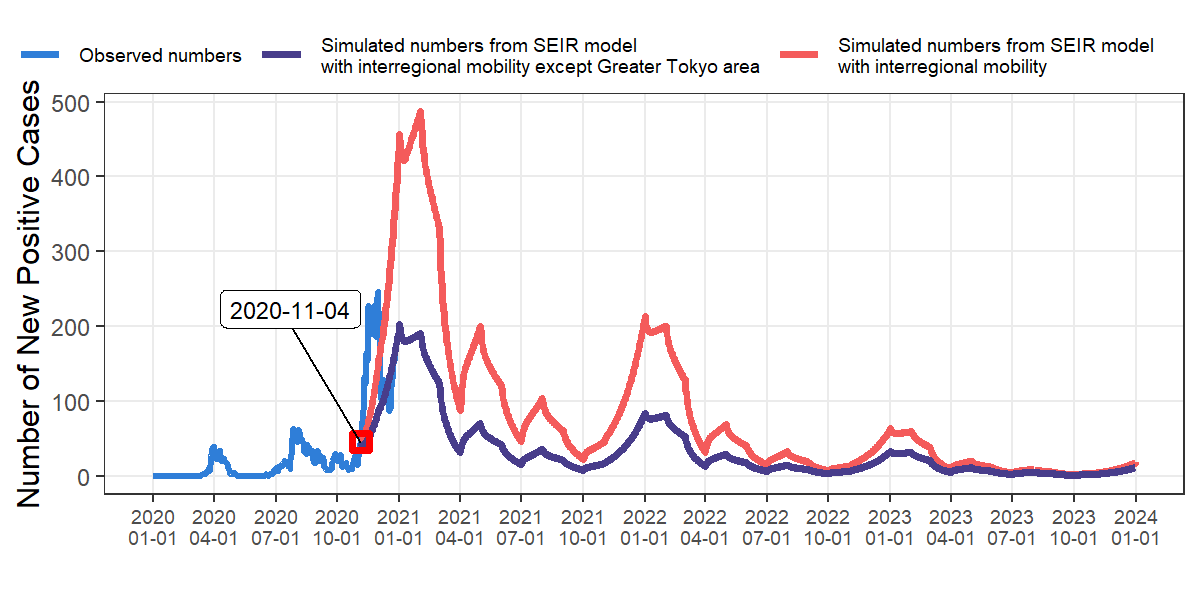 Observed numbers
Simulated numbers from SEIR model
with interregional mobility except Greater Tokyo area
Simulated numbers from SEIR model
with interregional mobility
Number of New Positive Cases
500
400
300
200
100
0
2020-11-04
2020 2020 2020 2020 2021 2021 2021 2021 2022 2022 2022 2022 2023 2023 2023 2023 2024
01-01 04-01 07-01 10-01 01-01 04-01 07-01 10-01 01-01 04-01 07-01 10-01 01-01 04-01 07-01 10-01 01-01